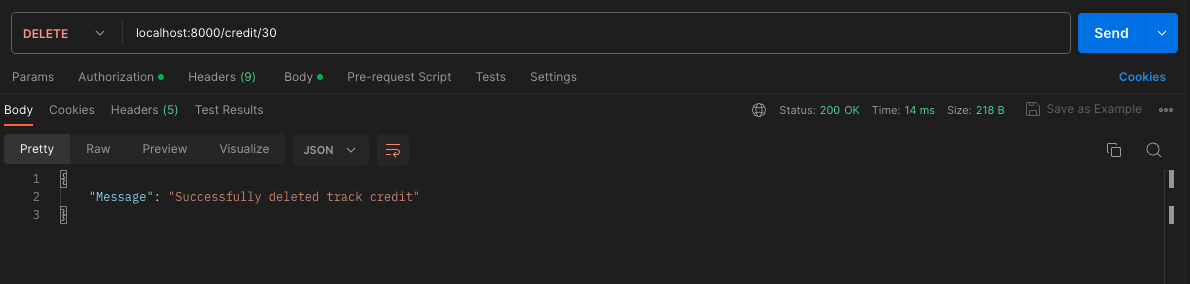 DELETE localhost:8000/credit/30 Send
Params Authorization Headers (9) Body Pre-request Script Tests Settings Cookies
Body Cookies Headers (5) Test Results Status: 200 OK Time: 14 ms Size: 218 B Save as Example
Pretty Raw Preview Visualize JSON
1 {
2 "Message": "Successfully deleted track credit"
3 }